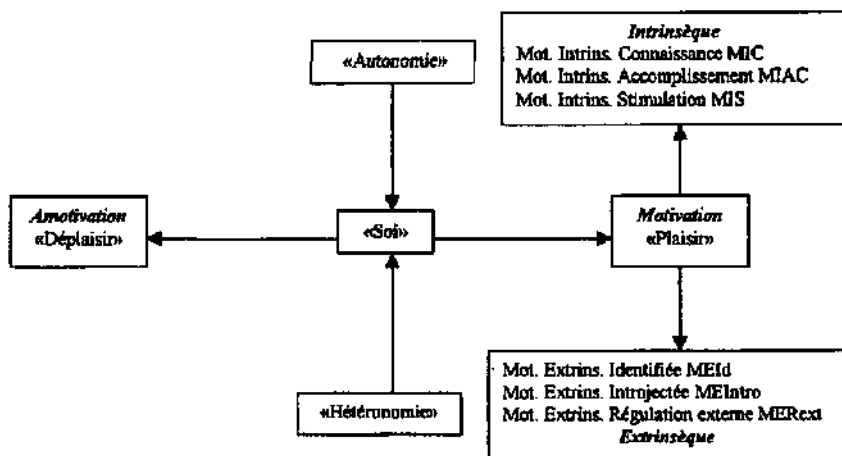 «Autonomie»
Intrinsèque
Mot. Intrins. Connaissance MIC
Mot. Intrins. Accomplissement MIAC
Mot. Intrins. Stimulation MIS
Amotivation
«Déplaisir»
«Soi»
Motivation
«Plaisir»
«Hétéronomie»
Mot. Extrins. Identifiée MEId
Mot. Extrins. Introjectée MEIntro
Mot. Extrins. Régulation externe MERext
Extrinsèque